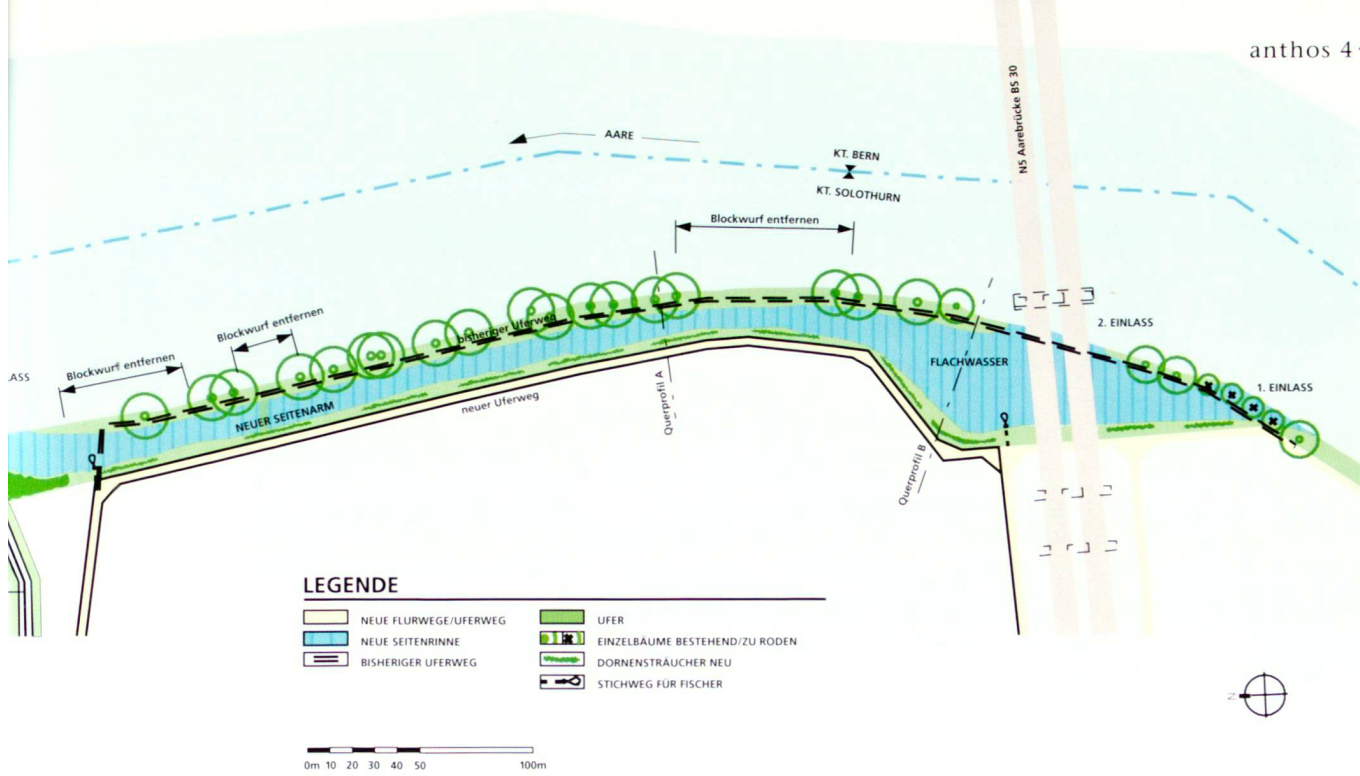 anthos 4
N5 Aarebrücke BS 30
AARE
KT. BERN
KT. SOLOTHURN
Blockwurf entfernen
Blockwurf entfernen
Blockwurf entfernen
bisheriger Uferweg
2. EINLASS
1. EINLASS
FLACHWASSER
LASS
NEUER SEITENARM
neuer Uferweg
Querprofil A
Querprofil B
LEGENDE
NEUE FLURWEGE/UFERWEG
NEUE SEITENRINNE
BISHERIGER UFERWEG
UFER
EINZELBÄUME BESTEHEND/ZU RODEN
DORNENSTRÄUCHER NEU
STICHWEG FÜR FISCHER
N
0m 10 20 30 40 50 100m